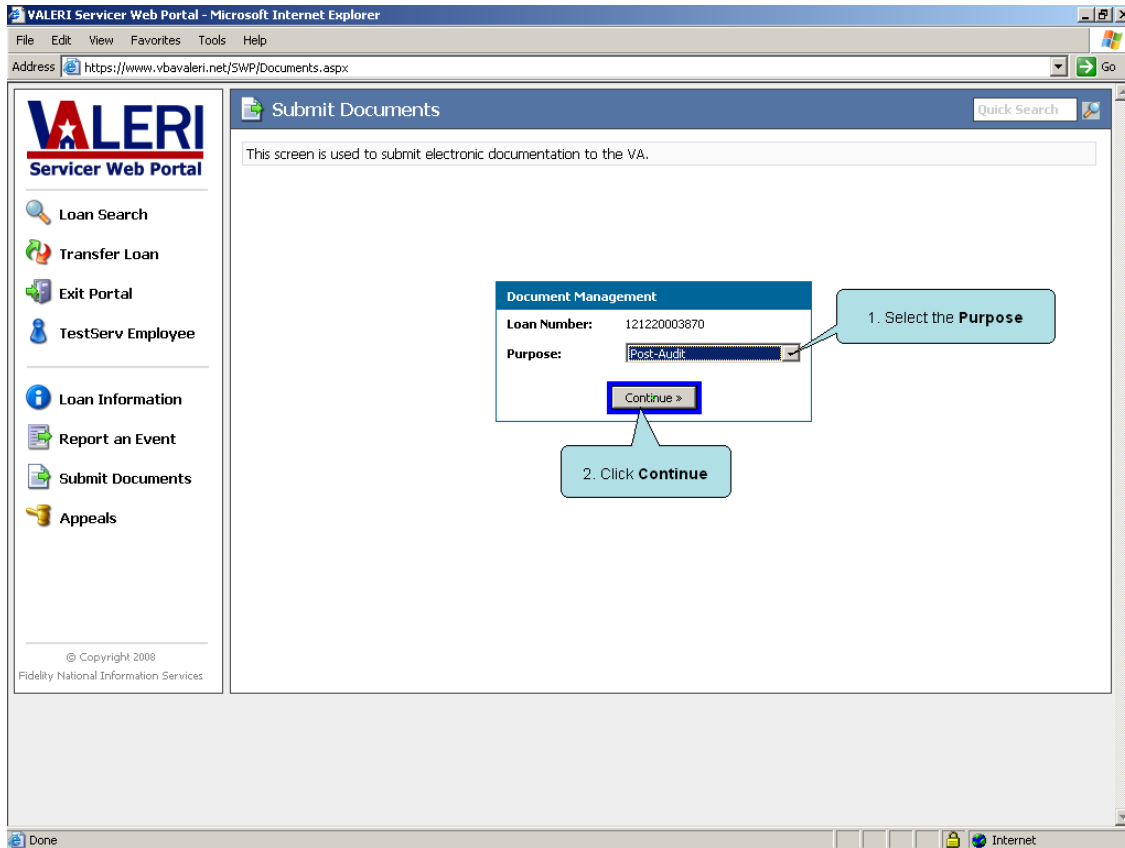 VALERI Servicer Web Portal - Microsoft Internet Explorer
File Edit View Favorites Tools Help
Address https://www.vbavaleri.net/SWP/Documents.aspx Go
VALERI
Servicer Web Portal
Loan Search
Transfer Loan
Exit Portal
TestServ Employee
Loan Information
Report an Event
Submit Documents
Appeals
© Copyright 2008
Fidelity National Information Services
Submit Documents
Quick Search
This screen is used to submit electronic documentation to the VA.
Document Management
Loan Number: 121220003870
Purpose: Post-Audit
Continue »
1. Select the Purpose
2. Click Continue
Done
Internet